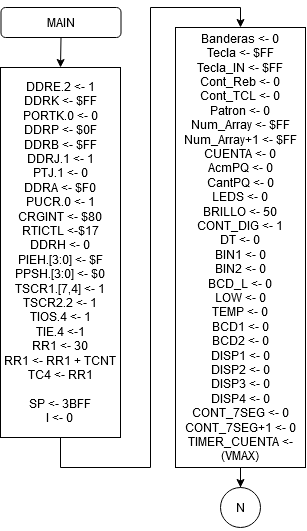 MAIN
DDRE.2 <- 1
DDRK <- $FF
PORTK.0 <- 0
DDRP <- $0F
DDRB <- $FF
DDRJ.1 <- 1
PTJ.1 <- 0
DDRA <- $F0
PUCR.0 <- 1
CRGINT <- $80
RTICTL <-$17
DDRH <- 0
PIEH.[3:0] <- $F
PPSH.[3:0] <- $0
TSCR1.[7,4] <- 1
TSCR2.2 <- 1
TIOS.4 <- 1
TIE.4 <-1
RR1 <- 30
RR1 <- RR1 + TCNT
TC4 <- RR1
SP <- 3BFF
I <- 0
Banderas <- 0
Tecla <- $FF
Tecla_IN <- $FF
Cont_Reb <- 0
Cont_TCL <- 0
Patron <- 0
Num_Array <- $FF
Num_Array+1 <- $FF
CUENTA <- 0
AcmPQ <- 0
CantPQ <- 0
LEDS <- 0
BRILLO <- 50
CONT_DIG <- 1
DT <- 0
BIN1 <- 0
BIN2 <- 0
BCD_L <- 0
LOW <- 0
TEMP <- 0
BCD1 <- 0
BCD2 <- 0
DISP1 <- 0
DISP2 <- 0
DISP3 <- 0
DISP4 <- 0
CONT_7SEG <- 0
CONT_7SEG+1 <- 0
TIMER_CUENTA <-
(VMAX)
N